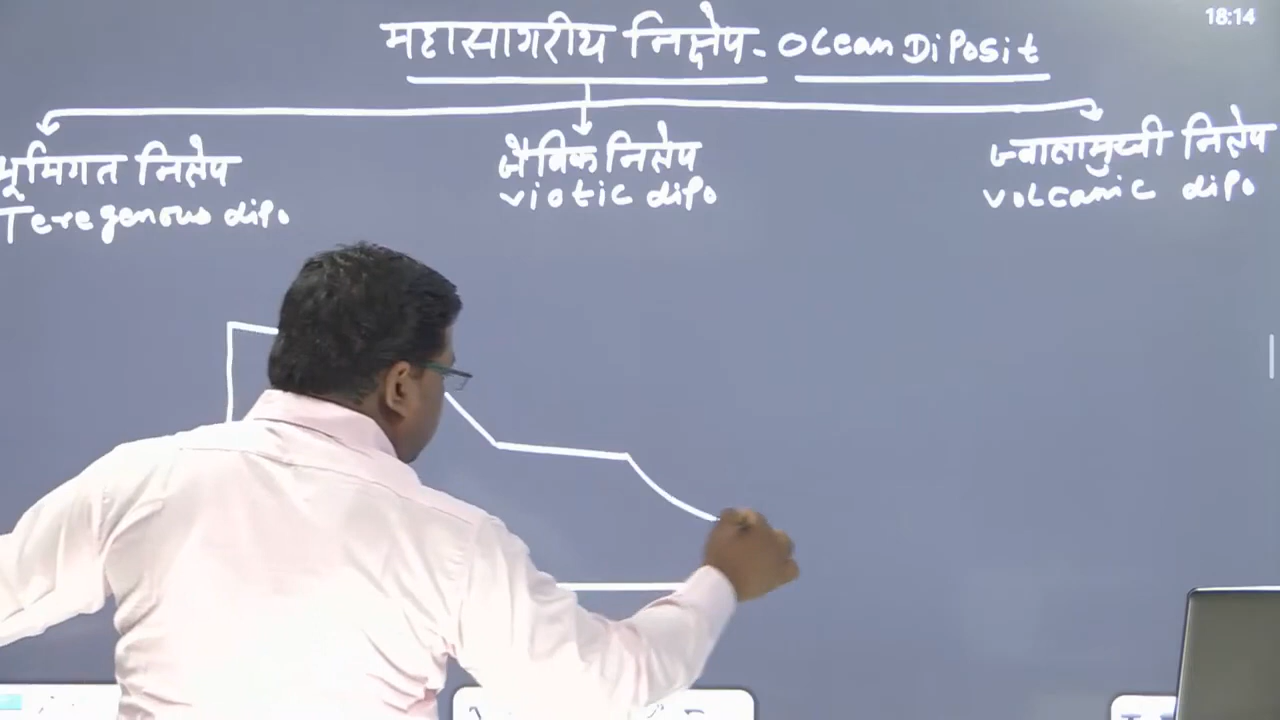 18:14
महासागरीय निक्षेप - Ocean Diposit
भूमिगत निक्षेप
Teregenous dipo
जैविक निक्षेप
viotic dipo
ज्वालामुखी निक्षेप
volcanic dipo